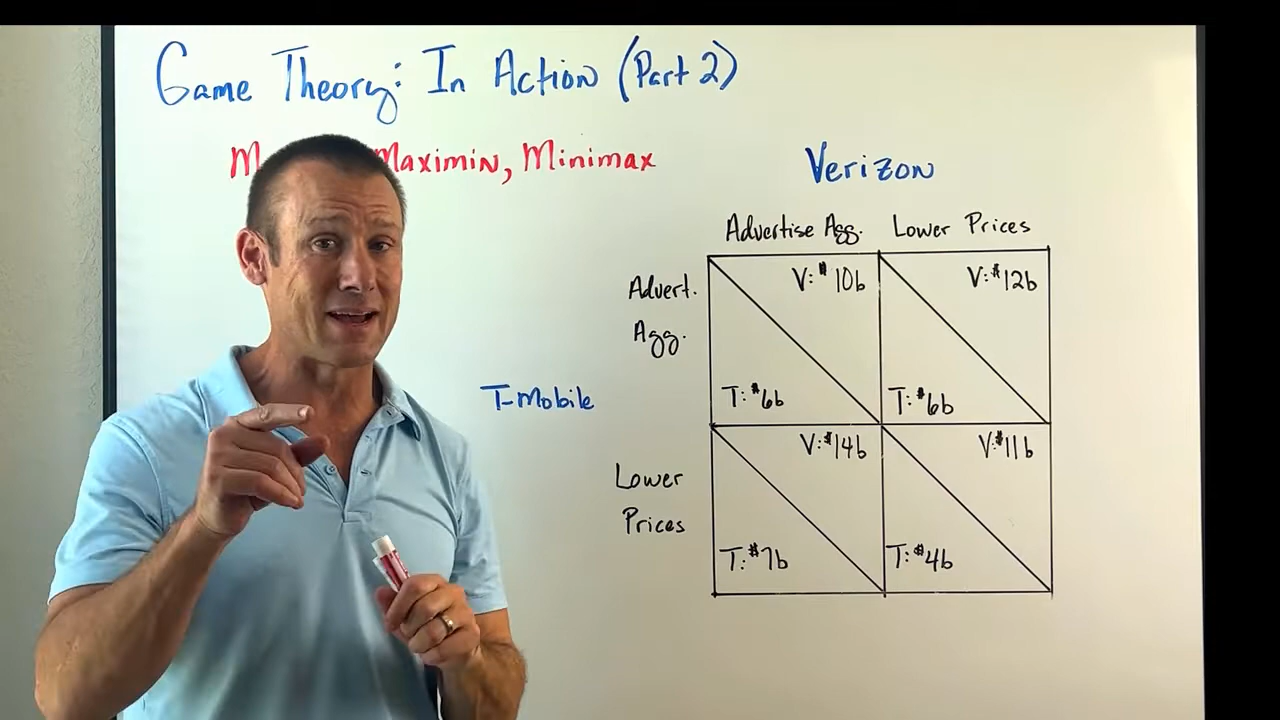 Game Theory: In Action (Part 2)
Maximin, Minimax
Verizon
Advertise Agg. Lower Prices
Advert.
Agg.
V: $10b
V: $12b
T-Mobile
T: $6b
T: $6b
Lower
Prices
V: $14b
V: $11b
T: $7b
T: $4b